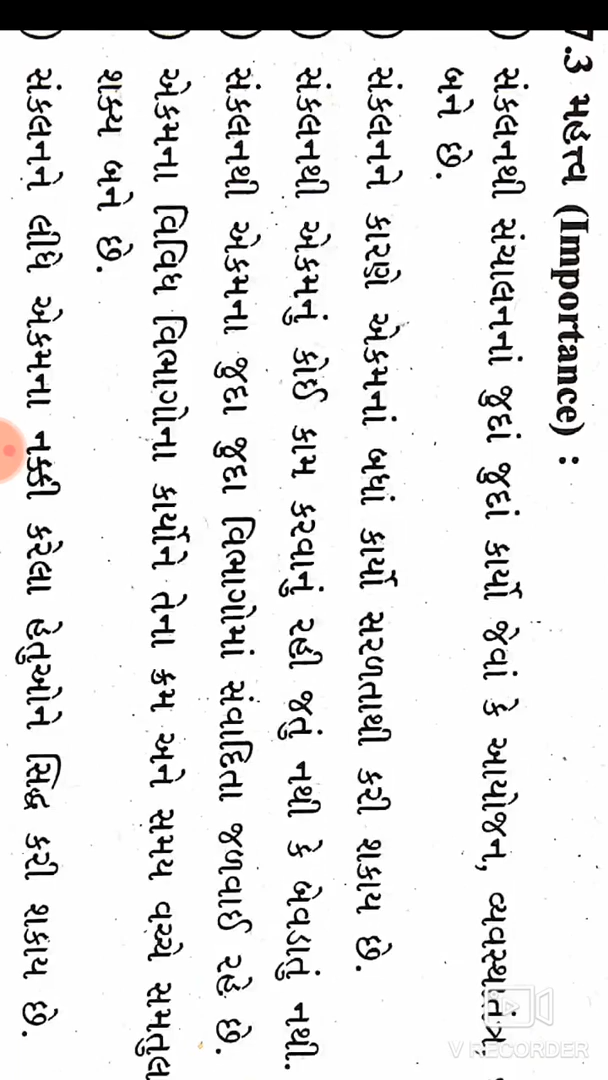 7.3 મહત્ત્વ (Importance) :
સંકલનથી સંચાલનનાં જુદાં જુદાં કાર્યો જેવાં કે આયોજન, વ્યવસ્થાતંત્ર,
બને છે.
સંકલનને કારણે એકમનાં બધાં કાર્યો સરળતાથી કરી શકાય છે.
સંકલનથી એકમનું કોઈ કામ કરવાનું રહી જતું નથી કે બેવડાતું નથી.
સંકલનથી એકમના જુદા જુદા વિભાગોમાં સંવાદિતા જળવાઈ રહે છે.
એકમના વિવિધ વિભાગોના કાર્યોને તેના ક્રમ અને સમય વચ્ચે સમતુલ
શક્ય બને છે.
સંકલનને લીધે એકમના નક્કી કરેલા હેતુઓને સિદ્ધ કરી શકાય છે.
V RECORDER